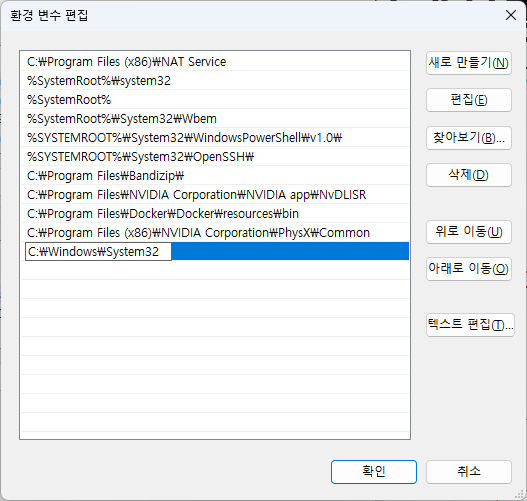 환경 변수 편집
C:₩Program Files (x86)₩NAT Service
%SystemRoot%₩system32
%SystemRoot%
%SystemRoot%₩System32₩Wbem
%SYSTEMROOT%₩System32₩WindowsPowerShell₩v1.0₩
%SYSTEMROOT%₩System32₩OpenSSH₩
C:₩Program Files₩Bandizip₩
C:₩Program Files₩NVIDIA Corporation₩NVIDIA app₩NvDLISR
C:₩Program Files₩Docker₩Docker₩resources₩bin
C:₩Program Files (x86)₩NVIDIA Corporation₩PhysX₩Common
C:₩Windows₩System32
새로 만들기(N)
편집(E)
찾아보기(B)...
삭제(D)
위로 이동(U)
아래로 이동(O)
텍스트 편집(T)...
확인
취소